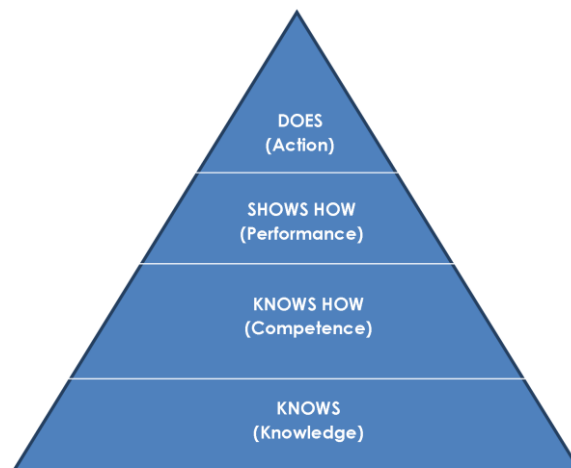 DOES
(Action)
SHOWS HOW
(Performance)
KNOWS HOW
(Competence)
KNOWS
(Knowledge)